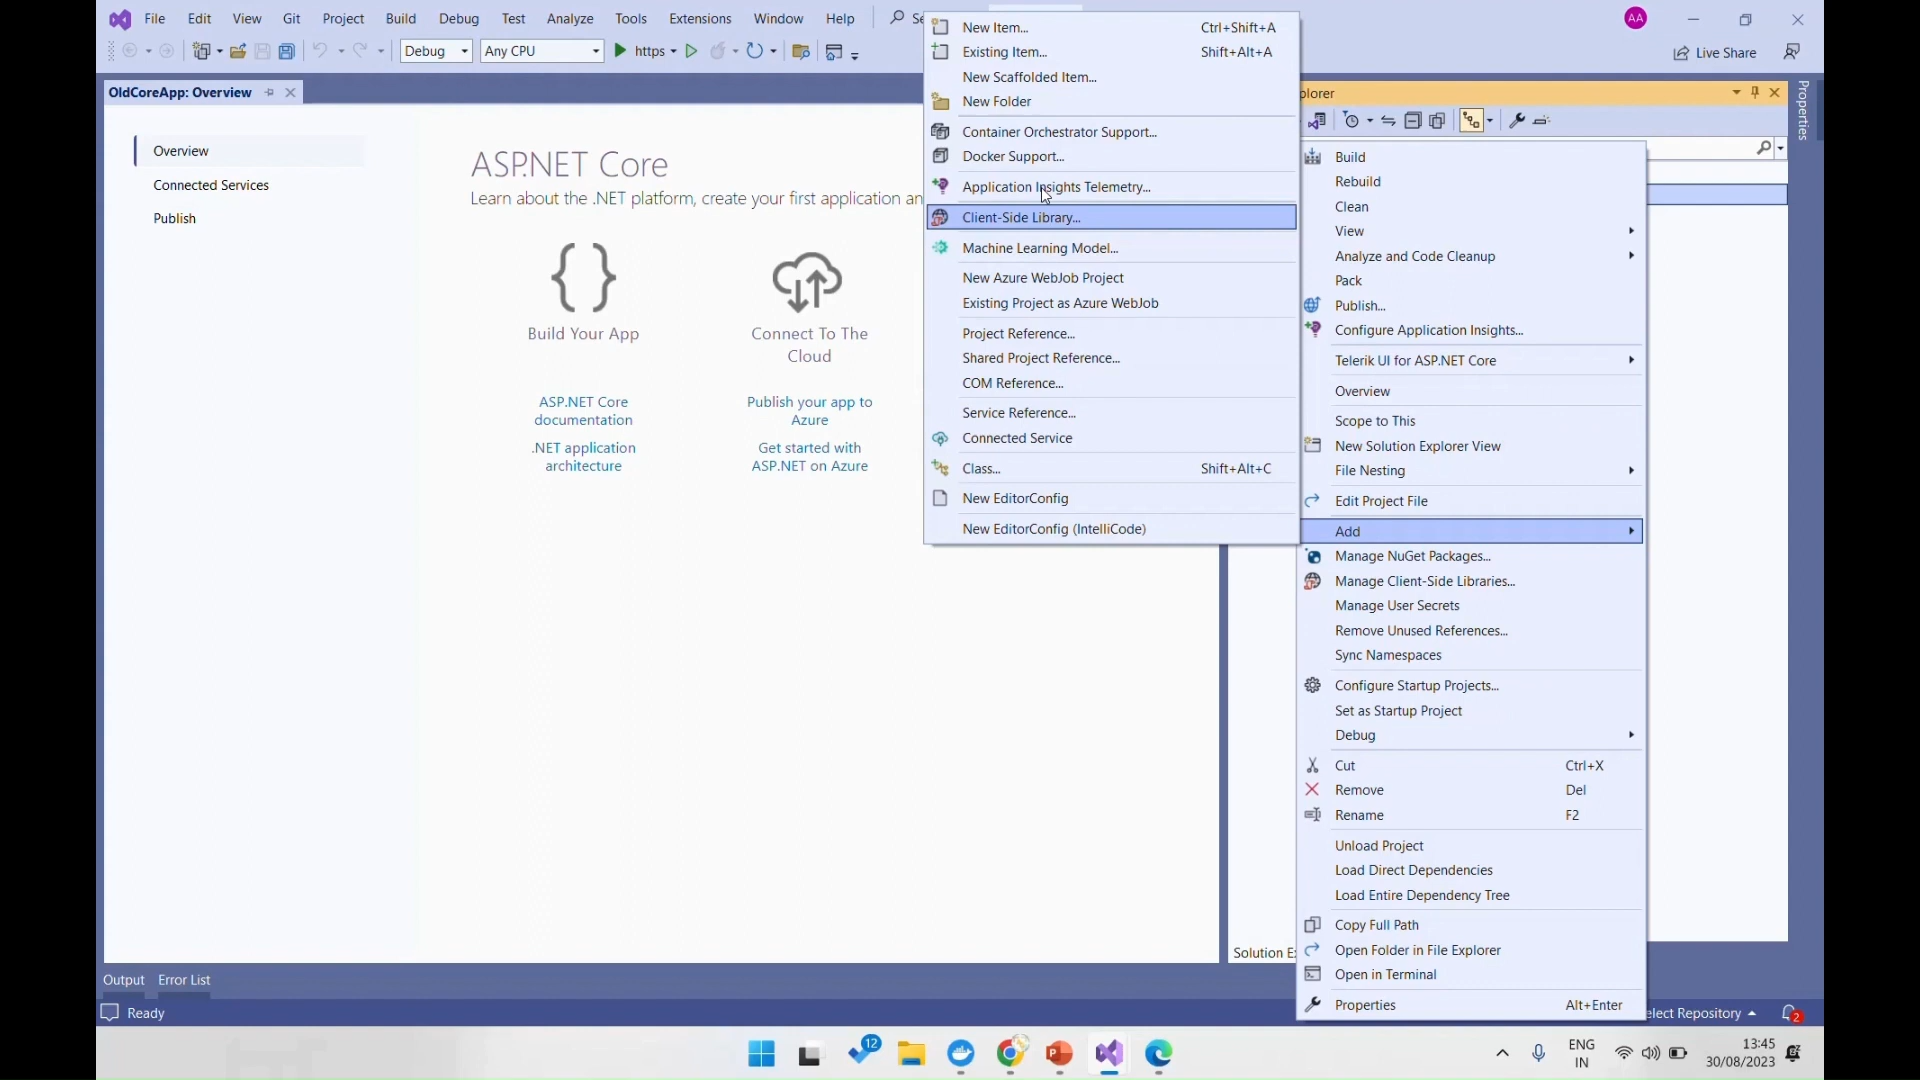 File Edit View Git Project Build Debug Test Analyze Tools Extensions Window Help
AA
Debug Any CPU https
Live Share
OldCoreApp: Overview
Overview
Connected Services
Publish
ASP.NET Core
Learn about the .NET platform, create your first application an
Build Your App
Connect To The
Cloud
ASP.NET Core
documentation
.NET application
architecture
Publish your app to
Azure
Get started with
ASP.NET on Azure
New Item... Ctrl+Shift+A
Existing Item... Shift+Alt+A
New Scaffolded Item...
New Folder
Container Orchestrator Support...
Docker Support...
Application Insights Telemetry...
Client-Side Library...
Machine Learning Model...
New Azure WebJob Project
Existing Project as Azure WebJob
Project Reference...
Shared Project Reference...
COM Reference...
Service Reference...
Connected Service
Class... Shift+Alt+C
New EditorConfig
New EditorConfig (IntelliCode)
plorer
Properties
Build
Rebuild
Clean
View
Analyze and Code Cleanup
Pack
Publish...
Configure Application Insights...
Telerik UI for ASP.NET Core
Overview
Scope to This
New Solution Explorer View
File Nesting
Edit Project File
Add
Manage NuGet Packages...
Manage Client-Side Libraries...
Manage User Secrets
Remove Unused References...
Sync Namespaces
Configure Startup Projects...
Set as Startup Project
Debug
Cut Ctrl+X
Remove Del
Rename F2
Unload Project
Load Direct Dependencies
Load Entire Dependency Tree
Copy Full Path
Open Folder in File Explorer
Open in Terminal
Properties Alt+Enter
Solution Ex
Output Error List
Ready
elect Repository 2
12
ENG
IN
13:45
30/08/2023